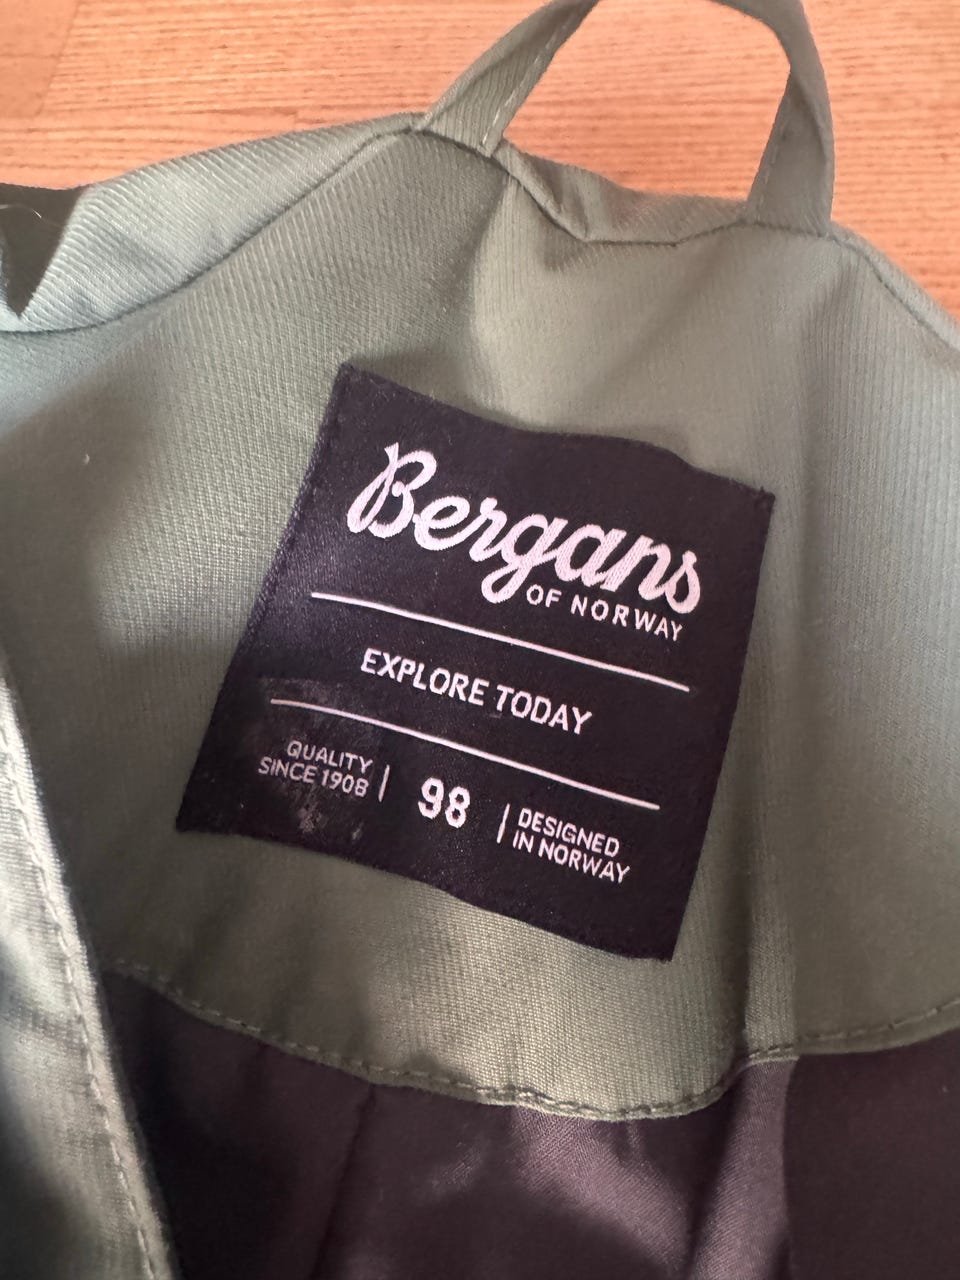 Bergans
OF NORWAY
EXPLORE TODAY
QUALITY
SINCE 1908
98
DESIGNED
IN NORWAY